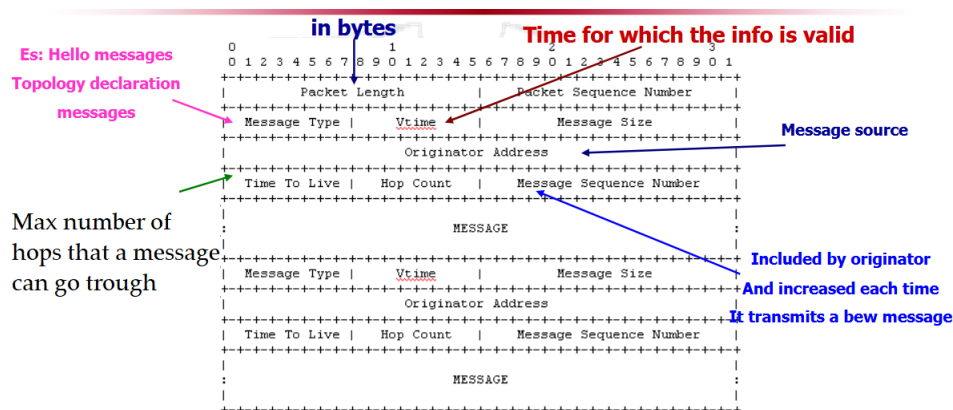 in bytes
Time for which the info is valid
Es: Hello messages
Topology declaration
messages
0 1 2 3
0 1 2 3 4 5 6 7 8 9 0 1 2 3 4 5 6 7 8 9 0 1 2 3 4 5 6 7 8 9 0 1
+-+-+-+-+-+-+-+-+-+-+-+-+-+-+-+-+-+-+-+-+-+-+-+-+-+-+-+-+-+-+-+-+
| Packet Length | Packet Sequence Number |
+-+-+-+-+-+-+-+-+-+-+-+-+-+-+-+-+-+-+-+-+-+-+-+-+-+-+-+-+-+-+-+-+
| Message Type | Vtime | Message Size |
+-+-+-+-+-+-+-+-+-+-+-+-+-+-+-+-+-+-+-+-+-+-+-+-+-+-+-+-+-+-+-+-+
| Originator Address |
+-+-+-+-+-+-+-+-+-+-+-+-+-+-+-+-+-+-+-+-+-+-+-+-+-+-+-+-+-+-+-+-+
| Time To Live | Hop Count | Message Sequence Number |
+-+-+-+-+-+-+-+-+-+-+-+-+-+-+-+-+-+-+-+-+-+-+-+-+-+-+-+-+-+-+-+-+
| |
: MESSAGE :
| |
+-+-+-+-+-+-+-+-+-+-+-+-+-+-+-+-+-+-+-+-+-+-+-+-+-+-+-+-+-+-+-+-+
| Message Type | Vtime | Message Size |
+-+-+-+-+-+-+-+-+-+-+-+-+-+-+-+-+-+-+-+-+-+-+-+-+-+-+-+-+-+-+-+-+
| Originator Address |
+-+-+-+-+-+-+-+-+-+-+-+-+-+-+-+-+-+-+-+-+-+-+-+-+-+-+-+-+-+-+-+-+
| Time To Live | Hop Count | Message Sequence Number |
+-+-+-+-+-+-+-+-+-+-+-+-+-+-+-+-+-+-+-+-+-+-+-+-+-+-+-+-+-+-+-+-+
| |
: MESSAGE :
| |
+-+-+-+-+-+-+-+-+-+-+-+-+-+-+-+-+-+-+-+-+-+-+-+-+-+-+-+-+-+-+-+-+
Message source
Max number of
hops that a message
can go trough
Included by originator
And increased each time
It transmits a bew message